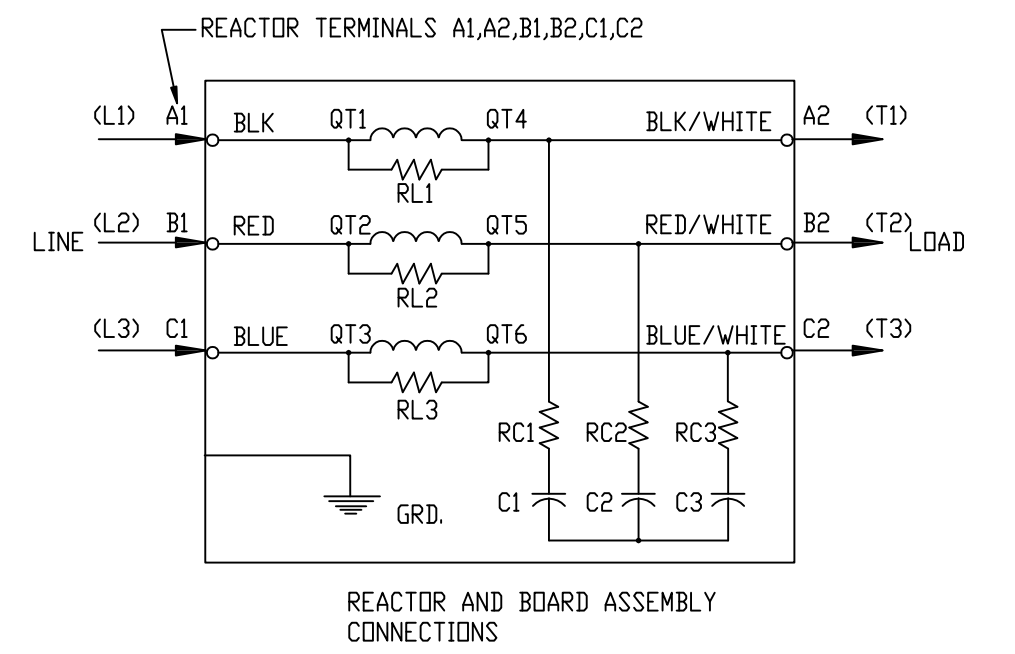 REACTOR TERMINALS A1,A2,B1,B2,C1,C2
(L1) A1 BLK QT1 QT4 BLK/WHITE A2 (T1)
RL1
LINE (L2) B1 RED QT2 QT5 RED/WHITE B2 (T2) LOAD
RL2
(L3) C1 BLUE QT3 QT6 BLUE/WHITE C2 (T3)
RL3
RC1 RC2 RC3
C1 C2 C3
GRD.
REACTOR AND BOARD ASSEMBLY
CONNECTIONS